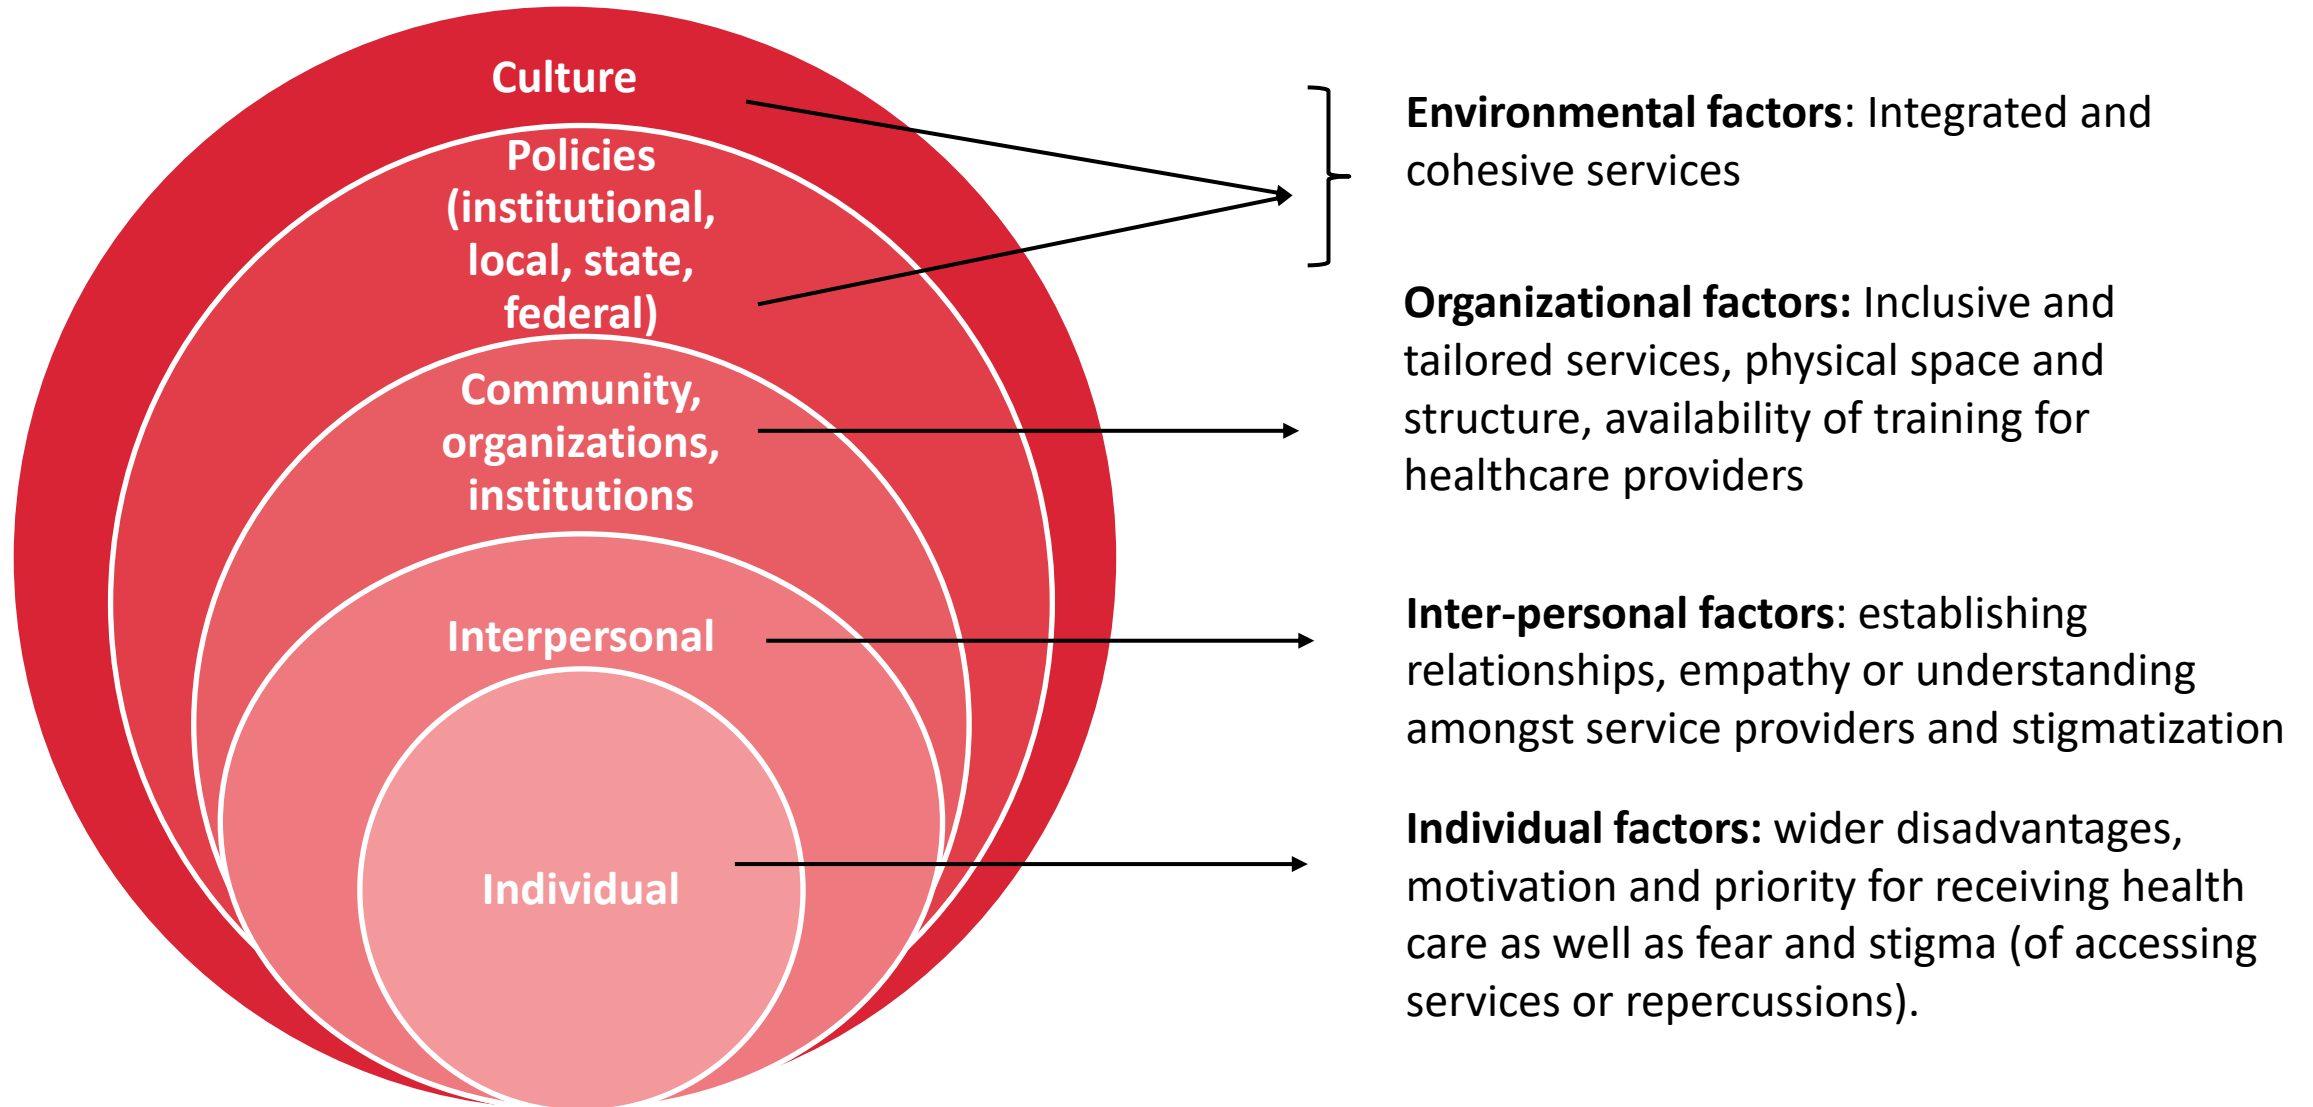 Culture
Policies
(institutional,
local, state,
federal)
Community,
organizations,
institutions
Interpersonal
Individual
Environmental factors: Integrated and
cohesive services
Organizational factors: Inclusive and
tailored services, physical space and
structure, availability of training for
healthcare providers
Inter-personal factors: establishing
relationships, empathy or understanding
amongst service providers and stigmatization
Individual factors: wider disadvantages,
motivation and priority for receiving health
care as well as fear and stigma (of accessing
services or repercussions).